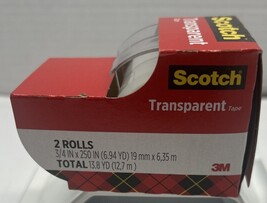 Scotch
Transparent
Scotch
Transparent Tape
2 ROLLS
3/4 IN x 250 IN (6.94 YD) 19 mm x 6,35 m
TOTAL 13.8 YD (12,7 m)
3M